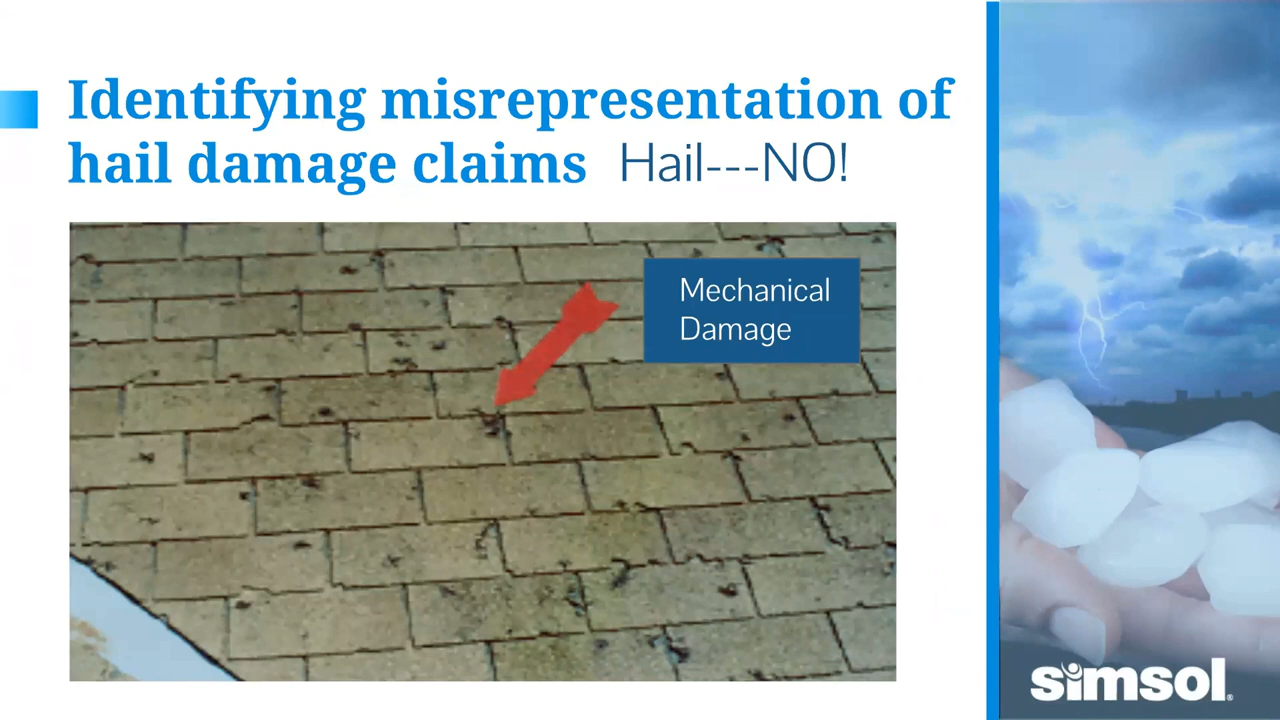 Identifying misrepresentation of
hail damage claims Hail---NO!
Mechanical
Damage
simsol®